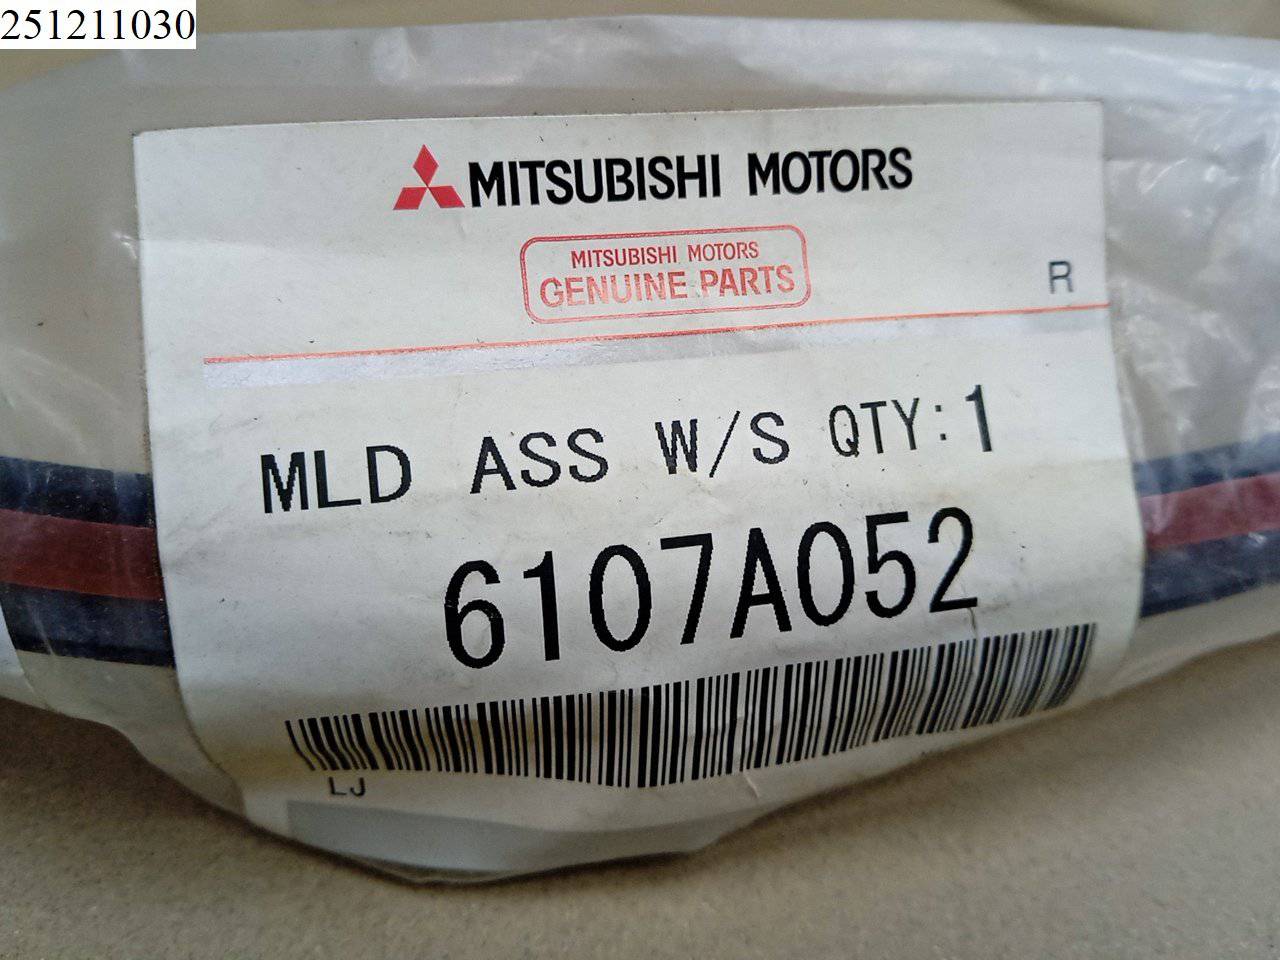 251211030
MITSUBISHI MOTORS
MITSUBISHI MOTORS
GENUINE PARTS
R
MLD ASS W/S QTY:1
6107A052
LJ